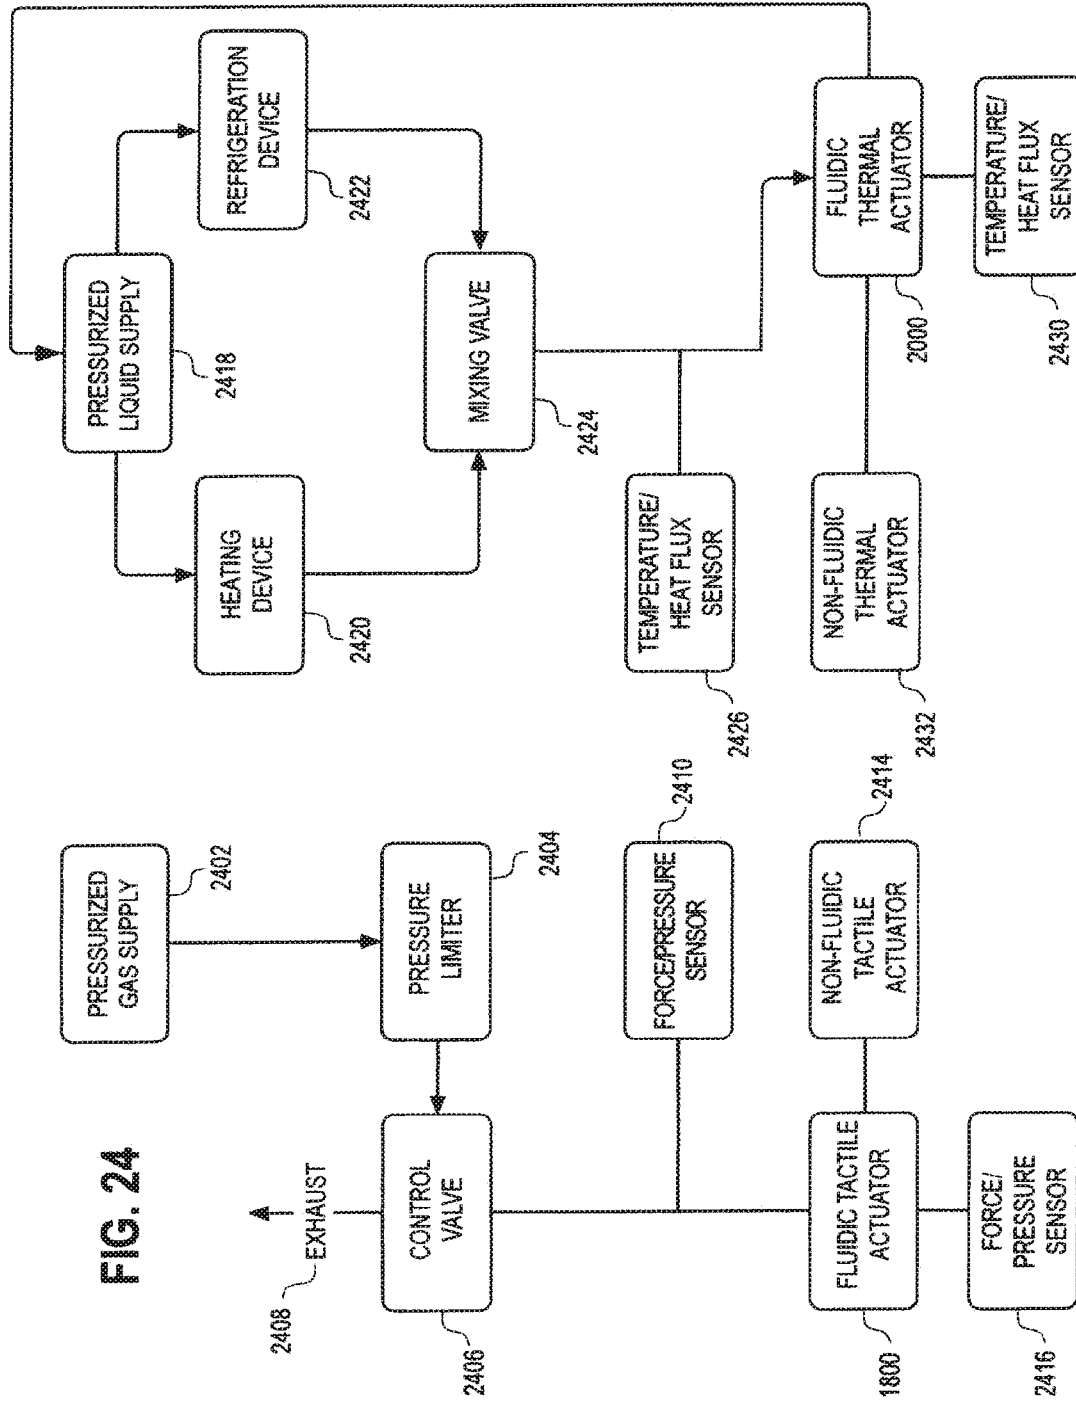 FIG. 24
2408
EXHAUST
2406
CONTROL
VALVE
1800
FLUIDIC TACTILE
ACTUATOR
2416
FORCE/
PRESSURE
SENSOR
PRESSURIZED
GAS SUPPLY
2402
PRESSURE
LIMITER
2404
FORCE/PRESSURE
SENSOR
2410
NON-FLUIDIC
TACTILE
ACTUATOR
2414
PRESSURIZED
LIQUID SUPPLY
2418
HEATING
DEVICE
2420
REFRIGERATION
DEVICE
2422
MIXING VALVE
2424
TEMPERATURE/
HEAT FLUX
SENSOR
2426
NON-FLUIDIC
THERMAL
ACTUATOR
2432
FLUIDIC
THERMAL
ACTUATOR
2000
TEMPERATURE/
HEAT FLUX
SENSOR
2430